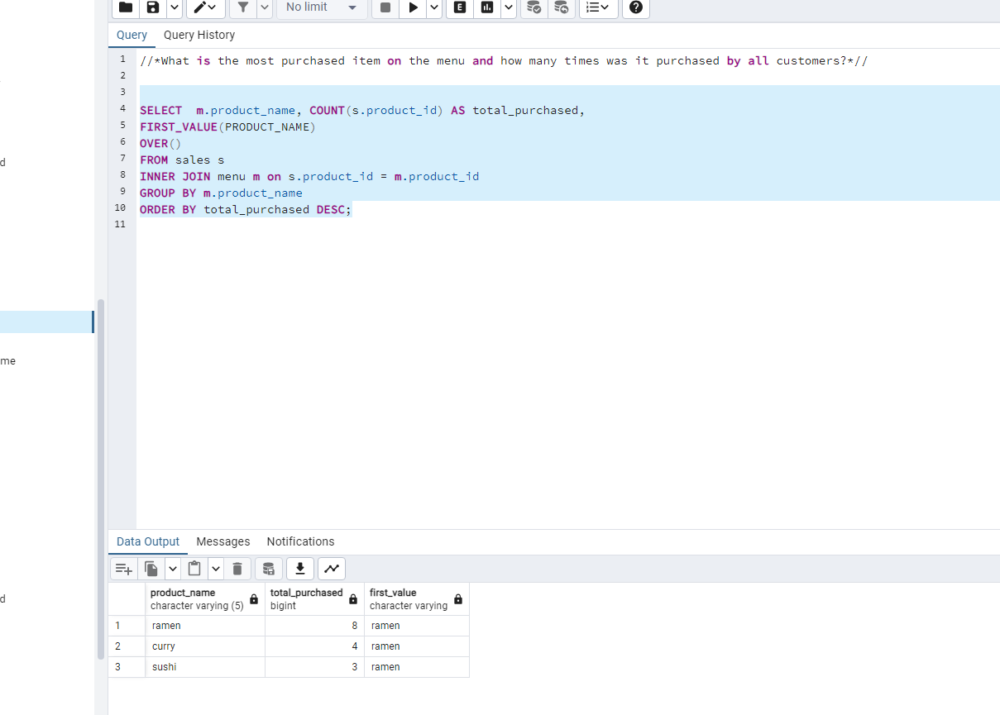 No limit
E
Query Query History
1 //*What is the most purchased item on the menu and how many times was it purchased by all customers?*//
2
3
4 SELECT  m.product_name, COUNT(s.product_id) AS total_purchased,
5 FIRST_VALUE(PRODUCT_NAME)
6 OVER()
7 FROM sales s
8 INNER JOIN menu m on s.product_id = m.product_id
9 GROUP BY m.product_name
10 ORDER BY total_purchased DESC;
11
d
me
d
Data Output Messages Notifications
product_name total_purchased first_value
character varying (5) bigint character varying
1 ramen 8 ramen
2 curry 4 ramen
3 sushi 3 ramen